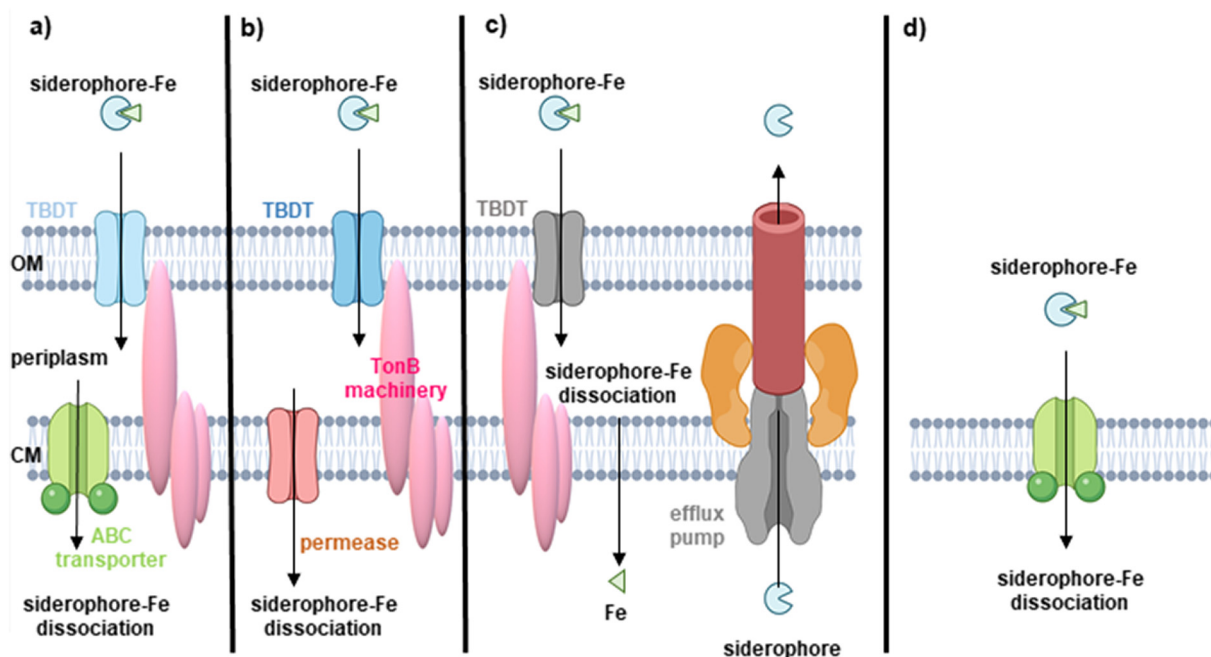 a)
siderophore-Fe
TBDT
OM
periplasm
CM
ABC
transporter
siderophore-Fe
dissociation
b)
siderophore-Fe
TBDT
TonB
machinery
permease
siderophore-Fe
dissociation
c)
siderophore-Fe
TBDT
siderophore-Fe
dissociation
Fe
efflux
pump
siderophore
d)
siderophore-Fe
siderophore-Fe
dissociation